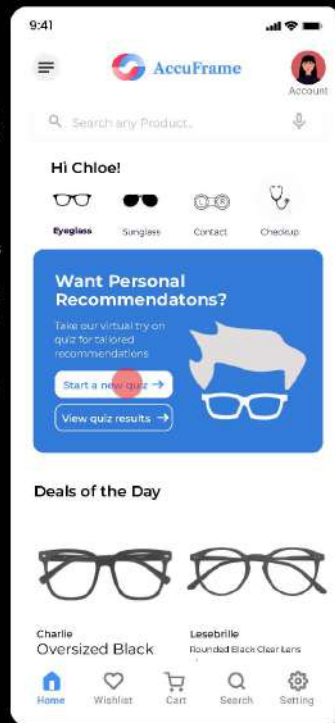 9:41
AccuFrame
Account
Search any Product..
Hi Chloe!
Eyeglass Sunglass Contact Checkup
Want Personal
Recommendatons?
Take our virtual try on
quiz for tailored
recommendations
Start a new quiz →
View quiz results →
Deals of the Day
Charlie Lesebrille
Oversized Black Rounded Black Clear Lens
Home Wishlist Cart Search Setting